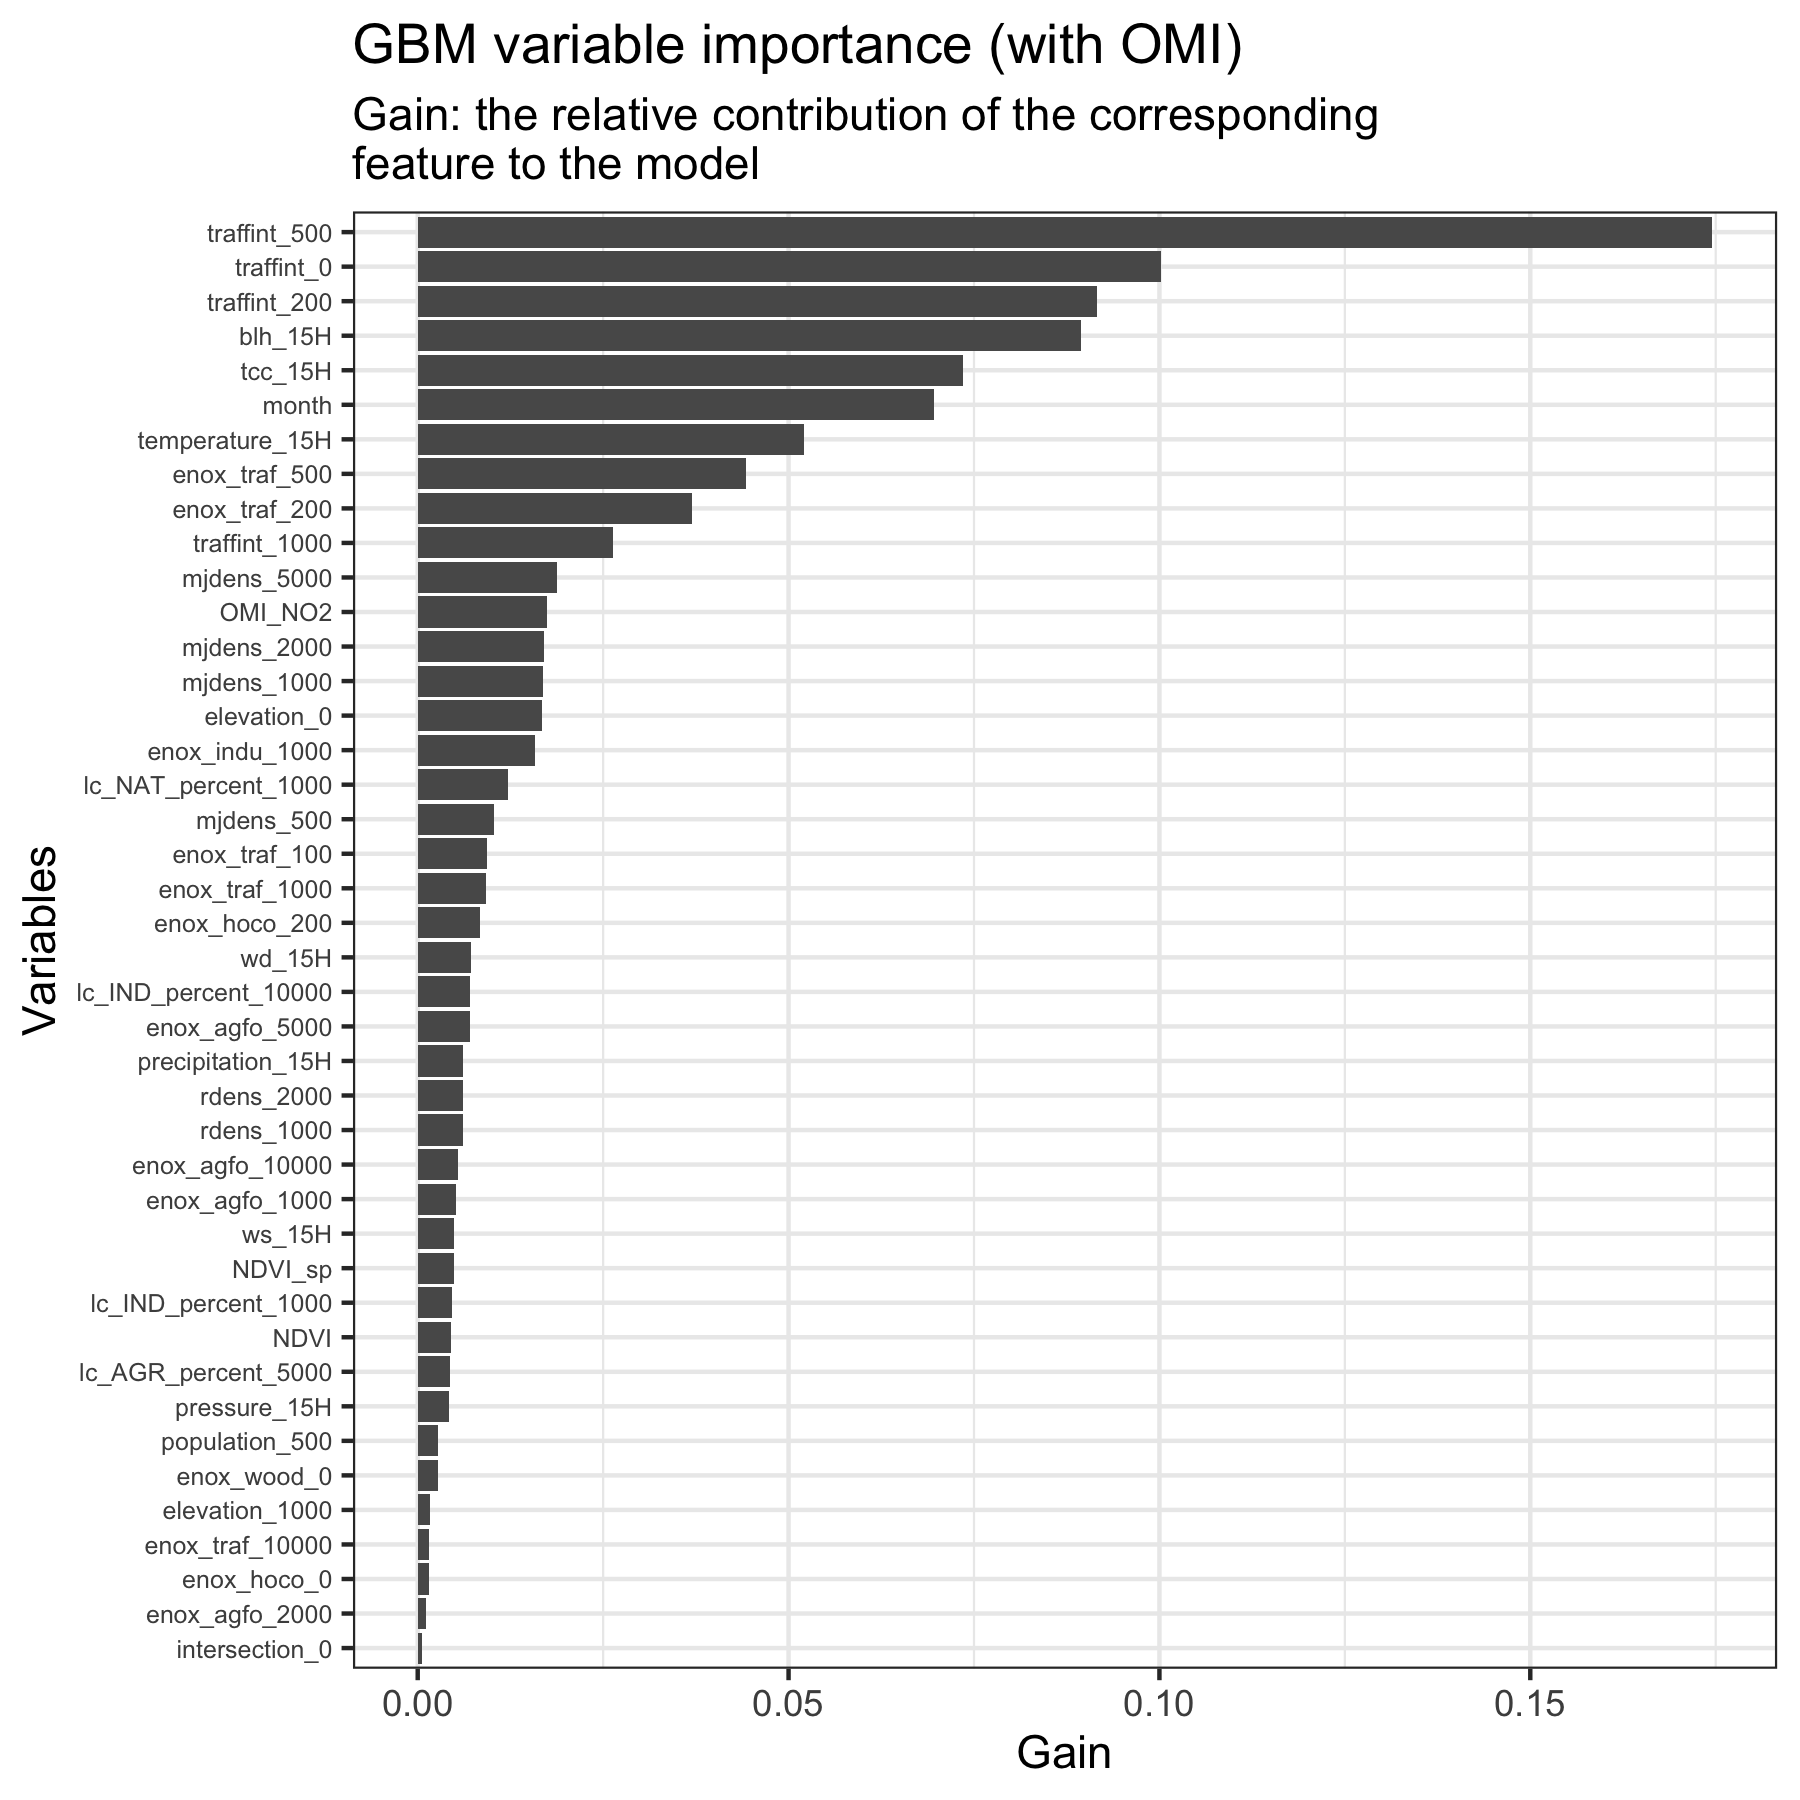 GBM variable importance (with OMI)
Gain: the relative contribution of the corresponding
feature to the model
Variables
traffint_500
traffint_0
traffint_200
blh_15H
tcc_15H
month
temperature_15H
enox_traf_500
enox_traf_200
traffint_1000
mjdens_5000
OMI_NO2
mjdens_2000
mjdens_1000
elevation_0
enox_indu_1000
lc_NAT_percent_1000
mjdens_500
enox_traf_100
enox_traf_1000
enox_hoco_200
wd_15H
lc_IND_percent_10000
enox_agfo_5000
precipitation_15H
rdens_2000
rdens_1000
enox_agfo_10000
enox_agfo_1000
ws_15H
NDVI_sp
lc_IND_percent_1000
NDVI
lc_AGR_percent_5000
pressure_15H
population_500
enox_wood_0
elevation_1000
enox_traf_10000
enox_hoco_0
enox_agfo_2000
intersection_0
0.00 0.05 0.10 0.15
Gain